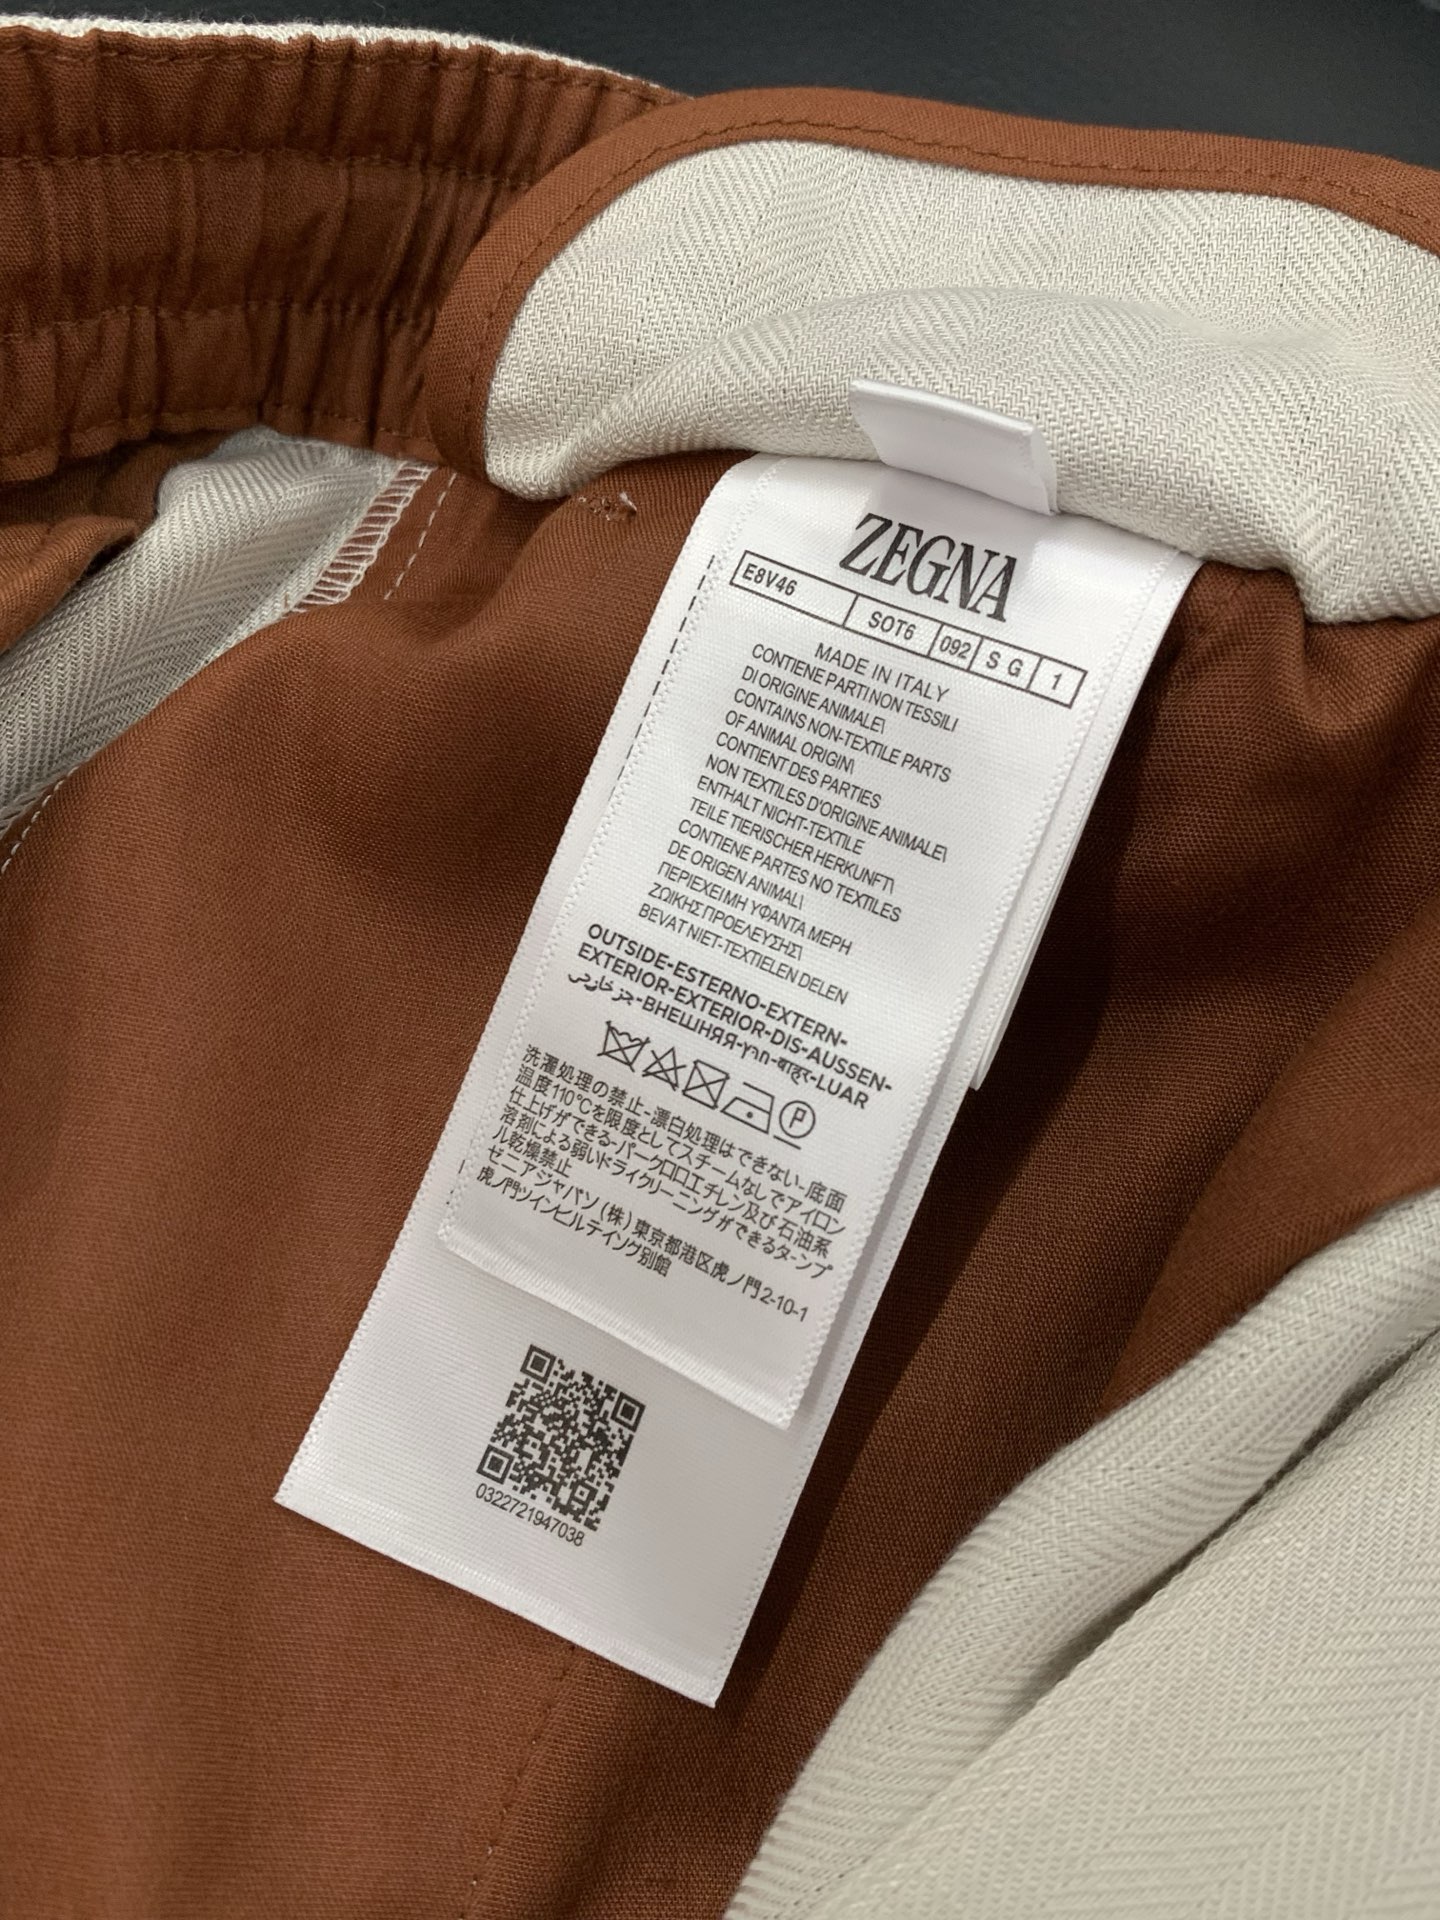 ZEGNA
E8V46 SOT6 092 S G 1
MADE IN ITALY
CONTIENE PARTI NON TESSILI
DI ORIGINE ANIMALE\
CONTAINS NON-TEXTILE PARTS
OF ANIMAL ORIGIN\
CONTIENT DES PARTIES
NON TEXTILES D'ORIGINE ANIMALE\
ENTHALT NICHT-TEXTILE
TEILE TIERISCHER HERKUNFT\
CONTIENE PARTES NO TEXTILES
DE ORIGEN ANIMAL\
ΠΕΡΙΕΧΕΙ ΜΗ ΥΦΑΝΤΑ ΜΕΡΗ
ΖΩΙΚΗΣ ΠΡΟΕΛΕΥΣΗΣ\
BEVAT NIET-TEXTIELEN DELEN
OUTSIDE-ESTERNO-EXTERN-
EXTERIOR-EXTERIOR-DIS-AUSSEN-
-ВНЕШНЯЯ-חרץ-बाहर-LUAR
P
洗濯処理の禁止-漂白処理はできない-底面
温度110℃を限度としてスチームなしでアイロン
仕上げができる-パークロロエチレン及び石油系
溶剤による弱いドライクリーニングができるターンプ
ル乾燥禁止
ゼニアジャパン(株)東京都港区虎ノ門2-10-1
虎ノ門ツインビルテイング別館
0322721947038